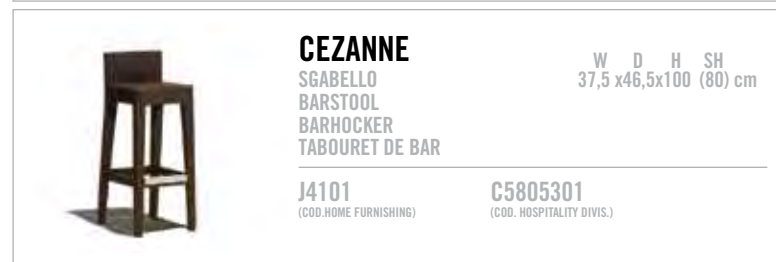 CEZANNE
SGABELLO
BARSTOOL
BARHOCKER
TABOURET DE BAR
W D H SH
37,5 x46,5x100 (80) cm
J4101
(COD.HOME FURNISHING)
C5805301
(COD. HOSPITALITY DIVIS.)